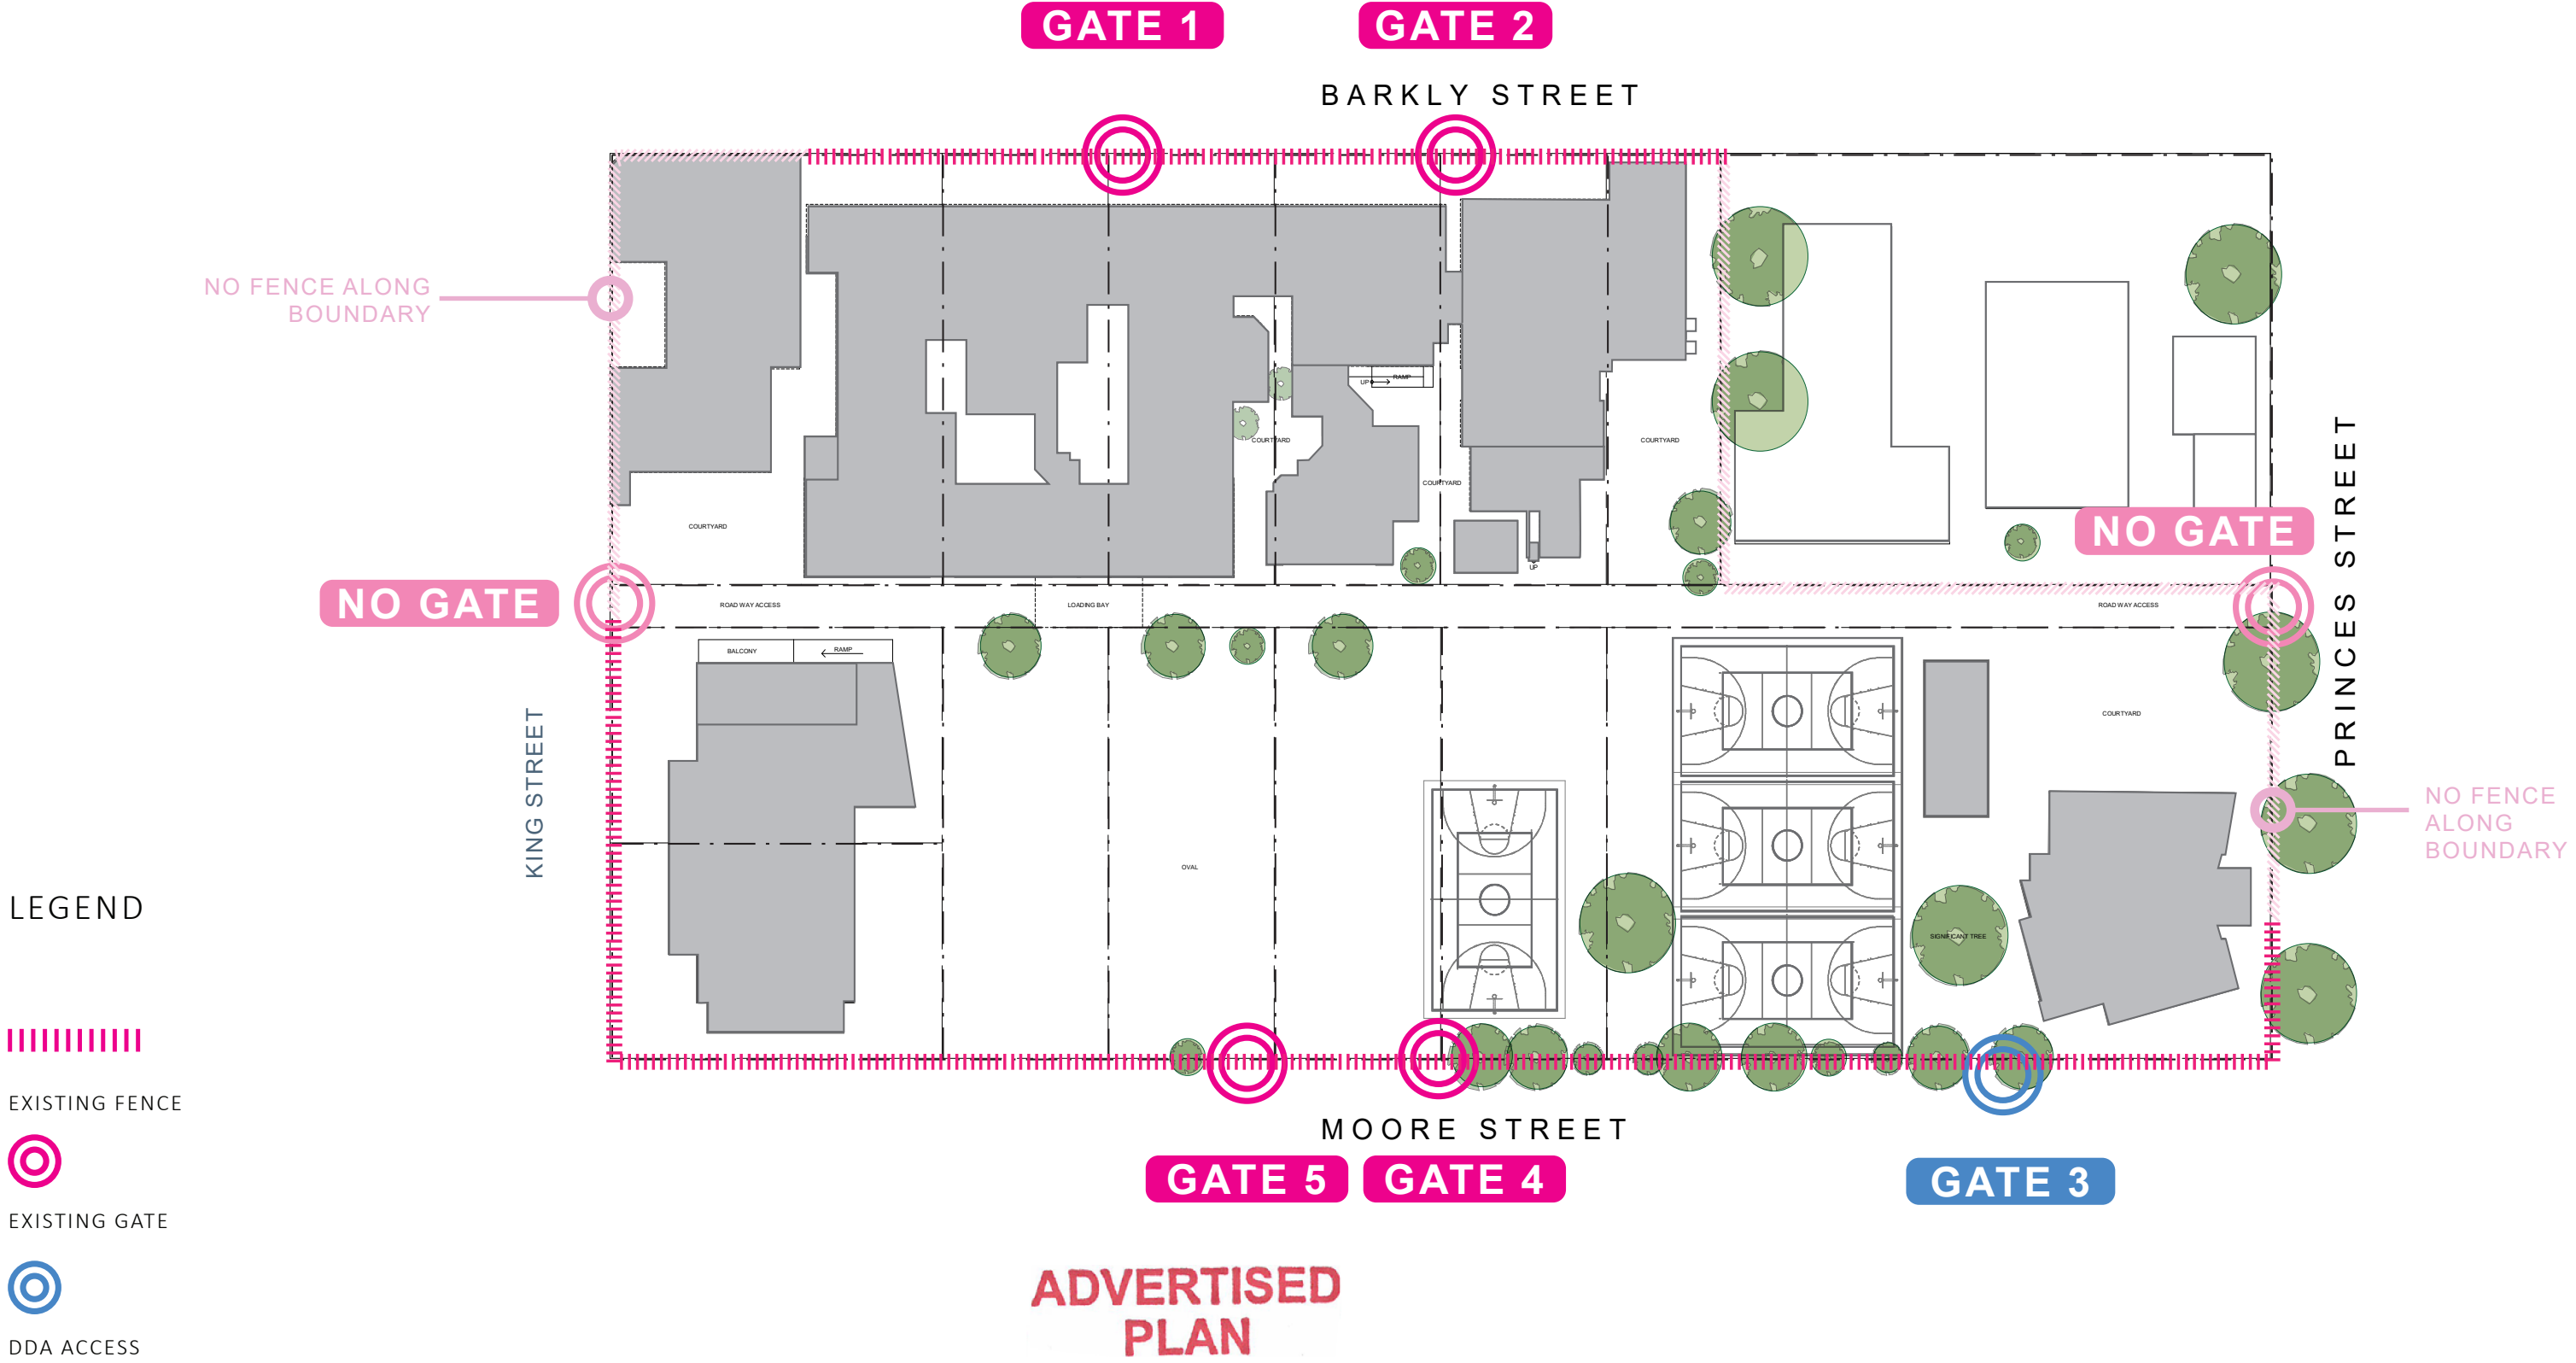 GATE 1
GATE 2
BARKLY STREET
NO FENCE ALONG
BOUNDARY
UP
RAMP
COURTYARD
COURTYARD
COURTYARD
COURTYARD
UP
NO GATE
PRINCES STREET
NO GATE
ROAD WAY ACCESS
LOADING BAY
ROAD WAY ACCESS
BALCONY
RAMP
COURTYARD
KING STREET
NO FENCE
ALONG
BOUNDARY
OVAL
SIGNIFICANT TREE
LEGEND
EXISTING FENCE
EXISTING GATE
DDA ACCESS
MOORE STREET
GATE 5
GATE 4
GATE 3
ADVERTISED
PLAN